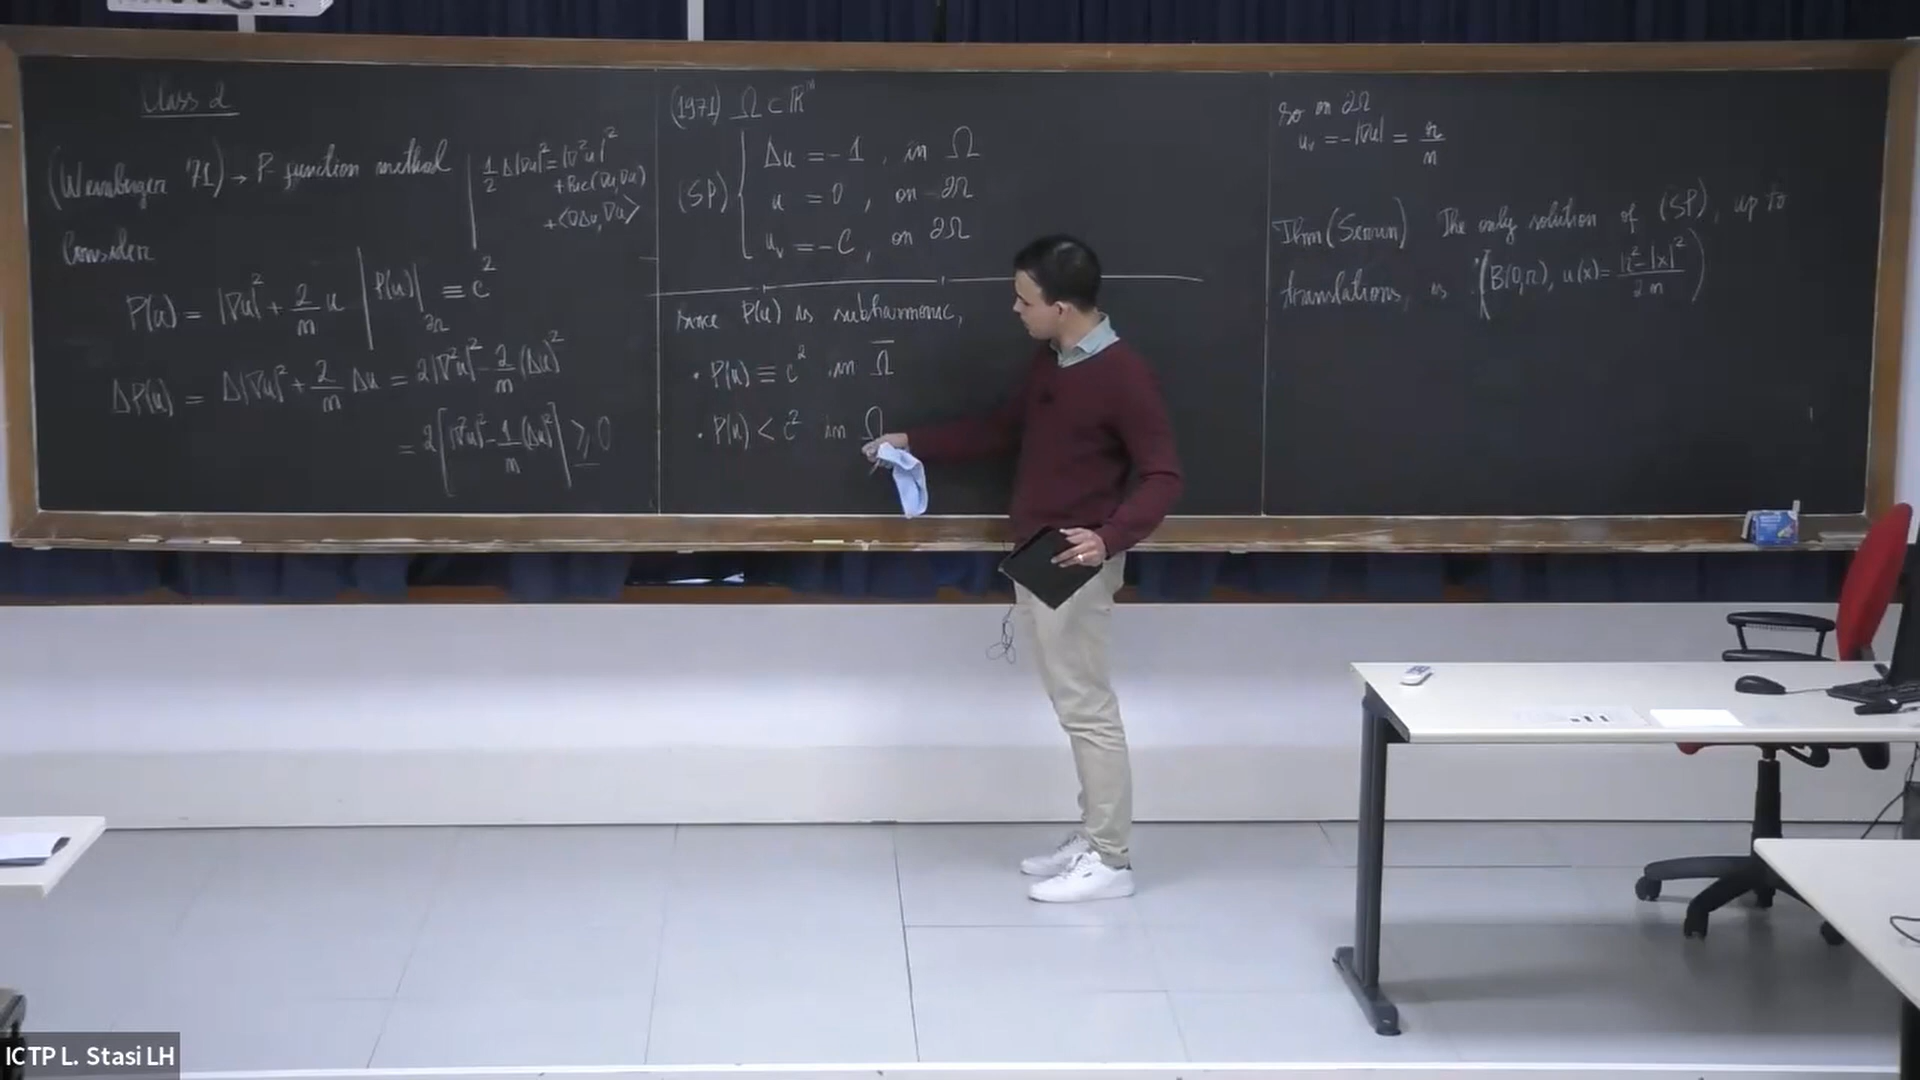 Class 2
(Weinberger '71) → P-function method
1/2 Δ|∇u|² = |∇²u|²
+ Ric(∇u,∇u)
+ <∇Δu, ∇u>
Consider
P(u) = |∇u|² + 2/n u | P(u)|∂Ω ≡ c²
ΔP(u) = Δ|∇u|² + 2/n Δu = 2|∇²u|² - 2/n (Δu)²
= 2[|∇²u|² - 1/n (Δu)²] ≥ 0
(1971) Ω ⊂ ℝⁿ
(SP) { Δu = -1 , in Ω
u = 0 , on ∂Ω
uᵥ = -c , on ∂Ω
Since P(u) is subharmonic,
• P(u) ≡ c² in Ω̅
• P(u) < c² in Ω
So on ∂Ω
uᵥ = -|∇u| = r/n
Thm (Serrin) The only solution of (SP), up to
translations, is (B(0,r), u(x) = r² - |x|² / 2n)
ICTP L. Stasi LH